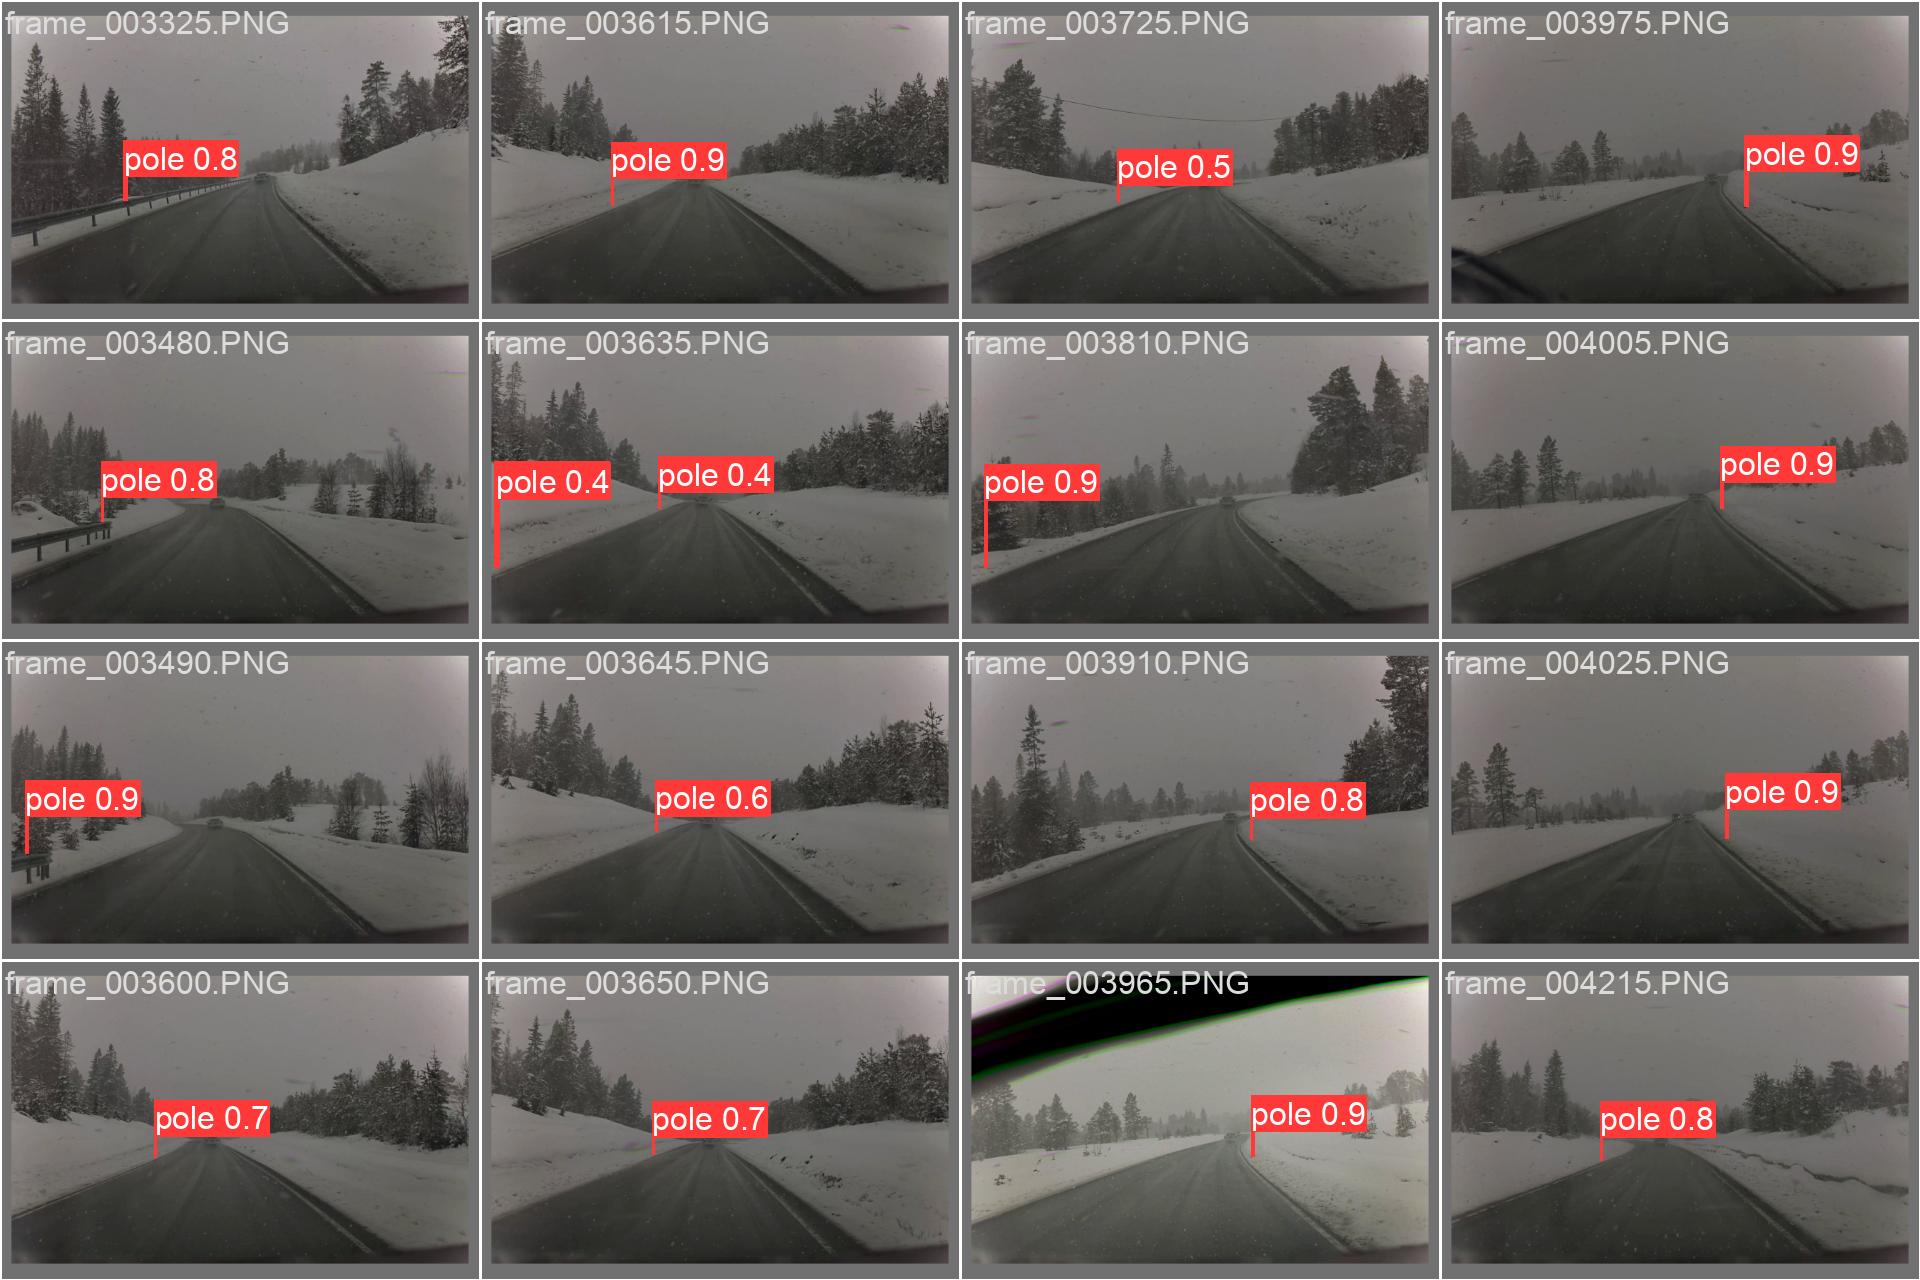 frame_003325.PNG
pole 0.8
frame_003615.PNG
pole 0.9
frame_003725.PNG
pole 0.5
frame_003975.PNG
pole 0.9
frame_003480.PNG
pole 0.8
frame_003635.PNG
pole 0.4
pole 0.4
frame_003810.PNG
pole 0.9
frame_004005.PNG
pole 0.9
frame_003490.PNG
pole 0.9
frame_003645.PNG
pole 0.6
frame_003910.PNG
pole 0.8
frame_004025.PNG
pole 0.9
frame_003600.PNG
pole 0.7
frame_003650.PNG
pole 0.7
frame_003965.PNG
pole 0.9
frame_004215.PNG
pole 0.8